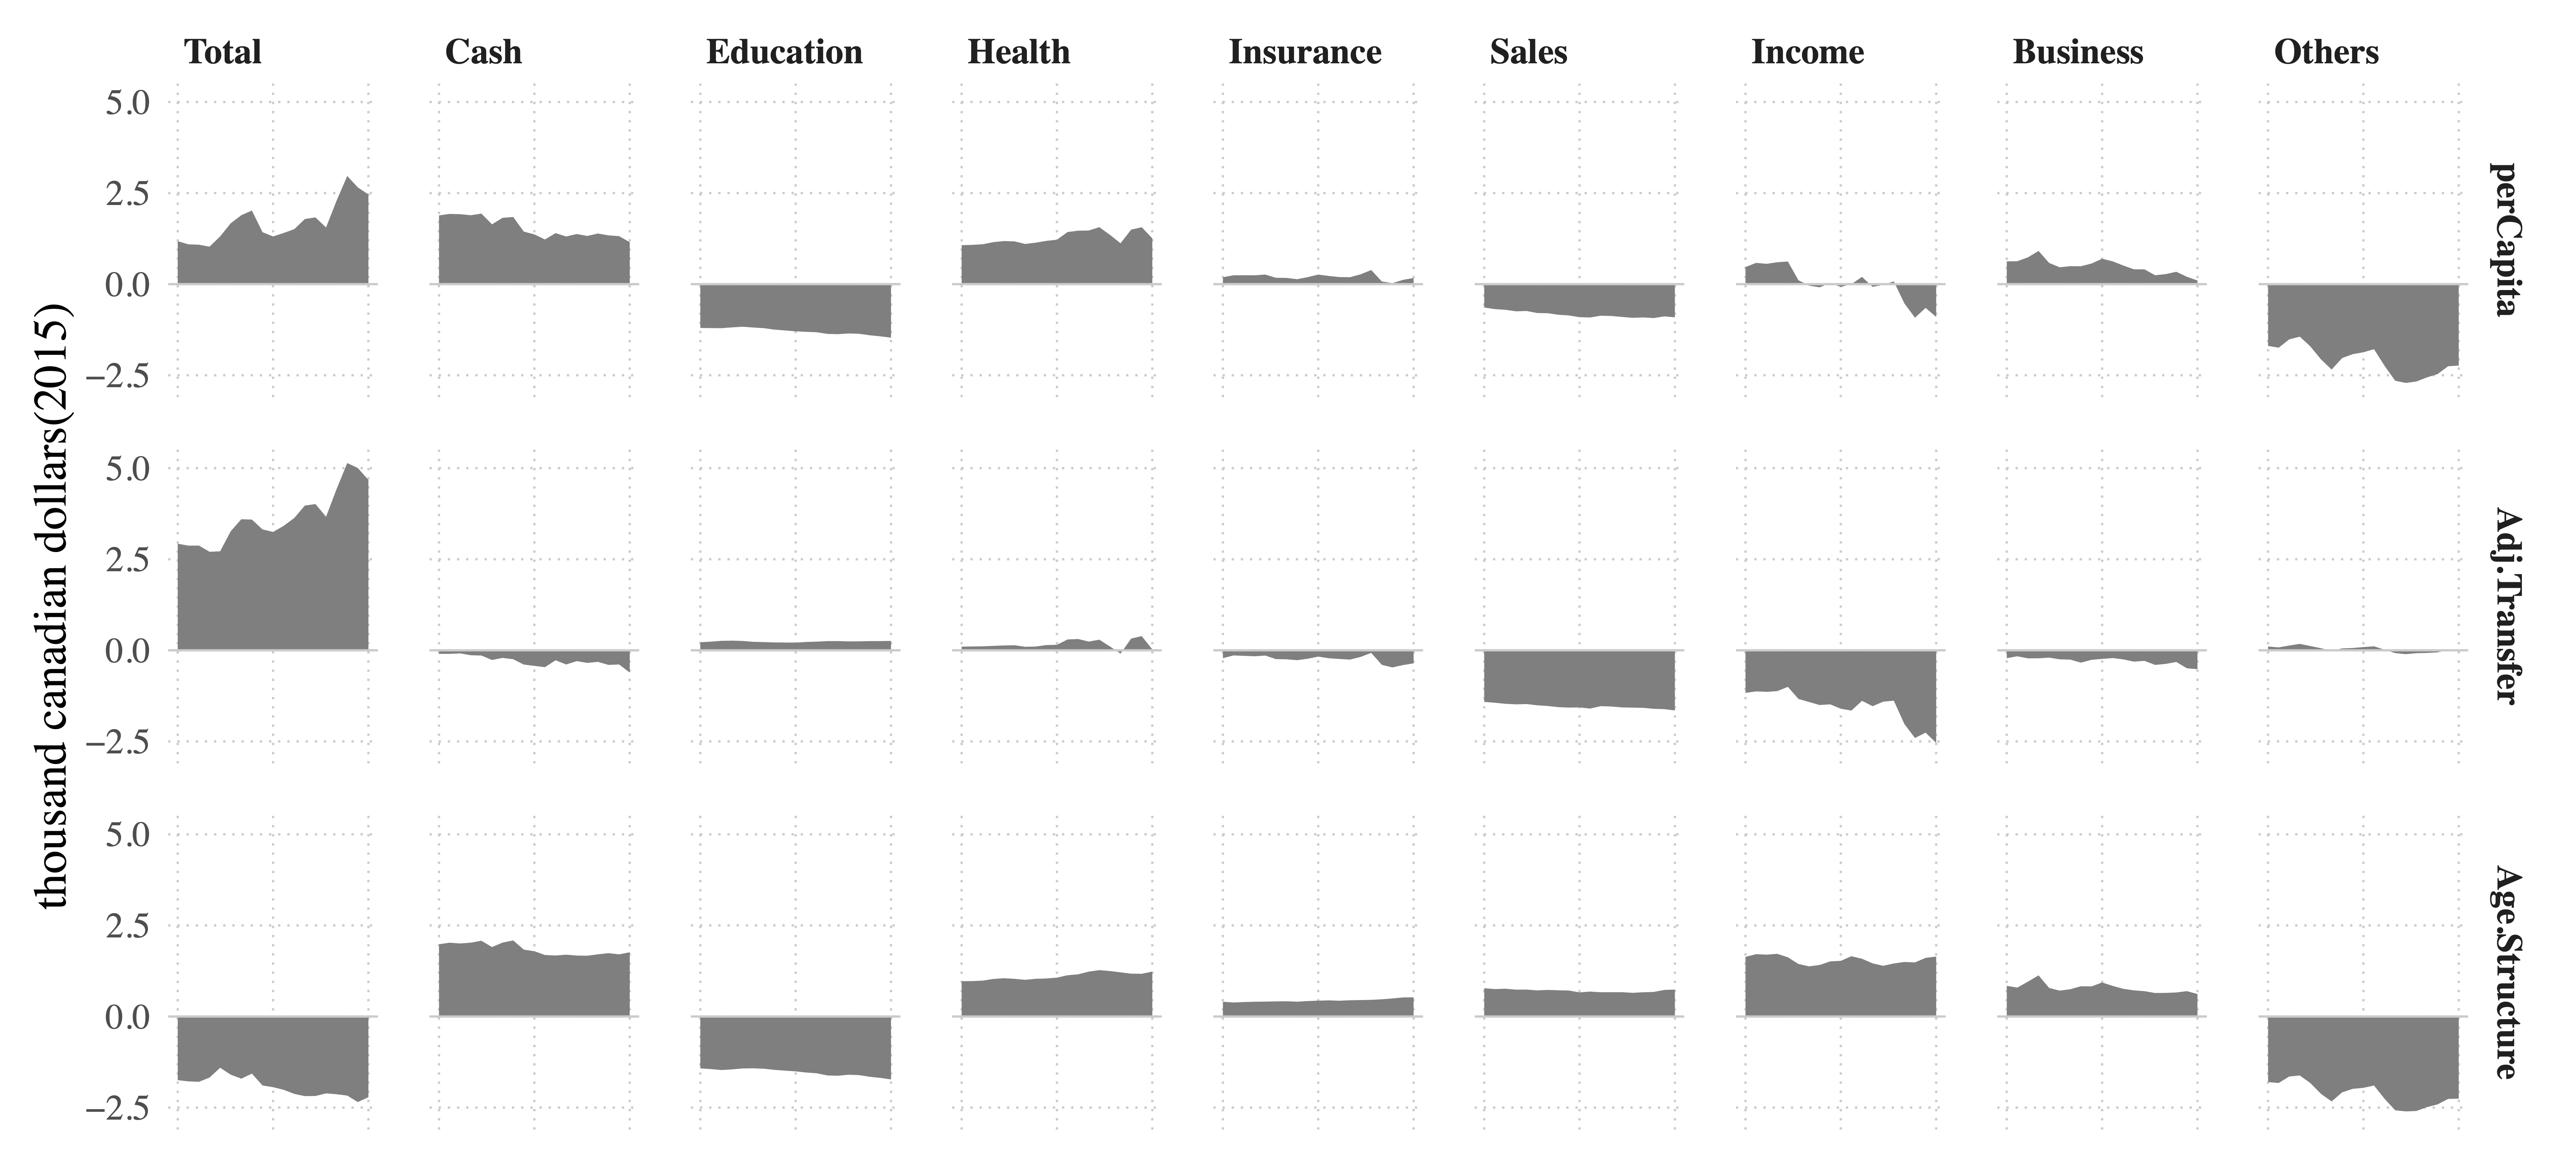 Total Cash Education Health Insurance Sales Income Business Others
thousand canadian dollars(2015)
5.0
2.5
0.0
−2.5
perCapita
5.0
2.5
0.0
−2.5
Adj.Transfer
5.0
2.5
0.0
−2.5
Age.Structure